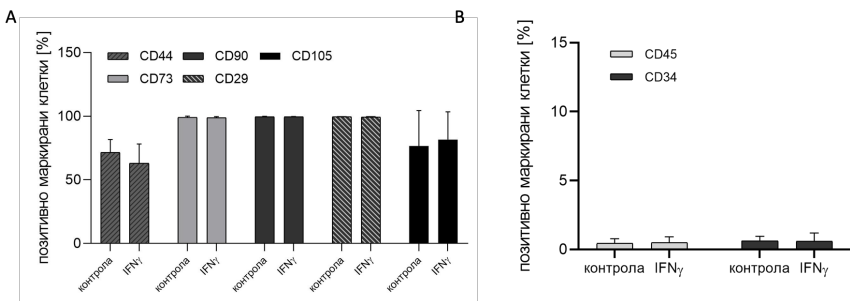 A
позитивно маркирани клетки [%]
150
100
50
0
CD44
CD90
CD105
CD73
CD29
контрола
IFNγ
контрола
IFNγ
контрола
IFNγ
контрола
IFNγ
контрола
IFNγ
B
позитивно маркирани клетки [%]
15
10
5
0
CD45
CD34
контрола
IFNγ
контрола
IFNγ